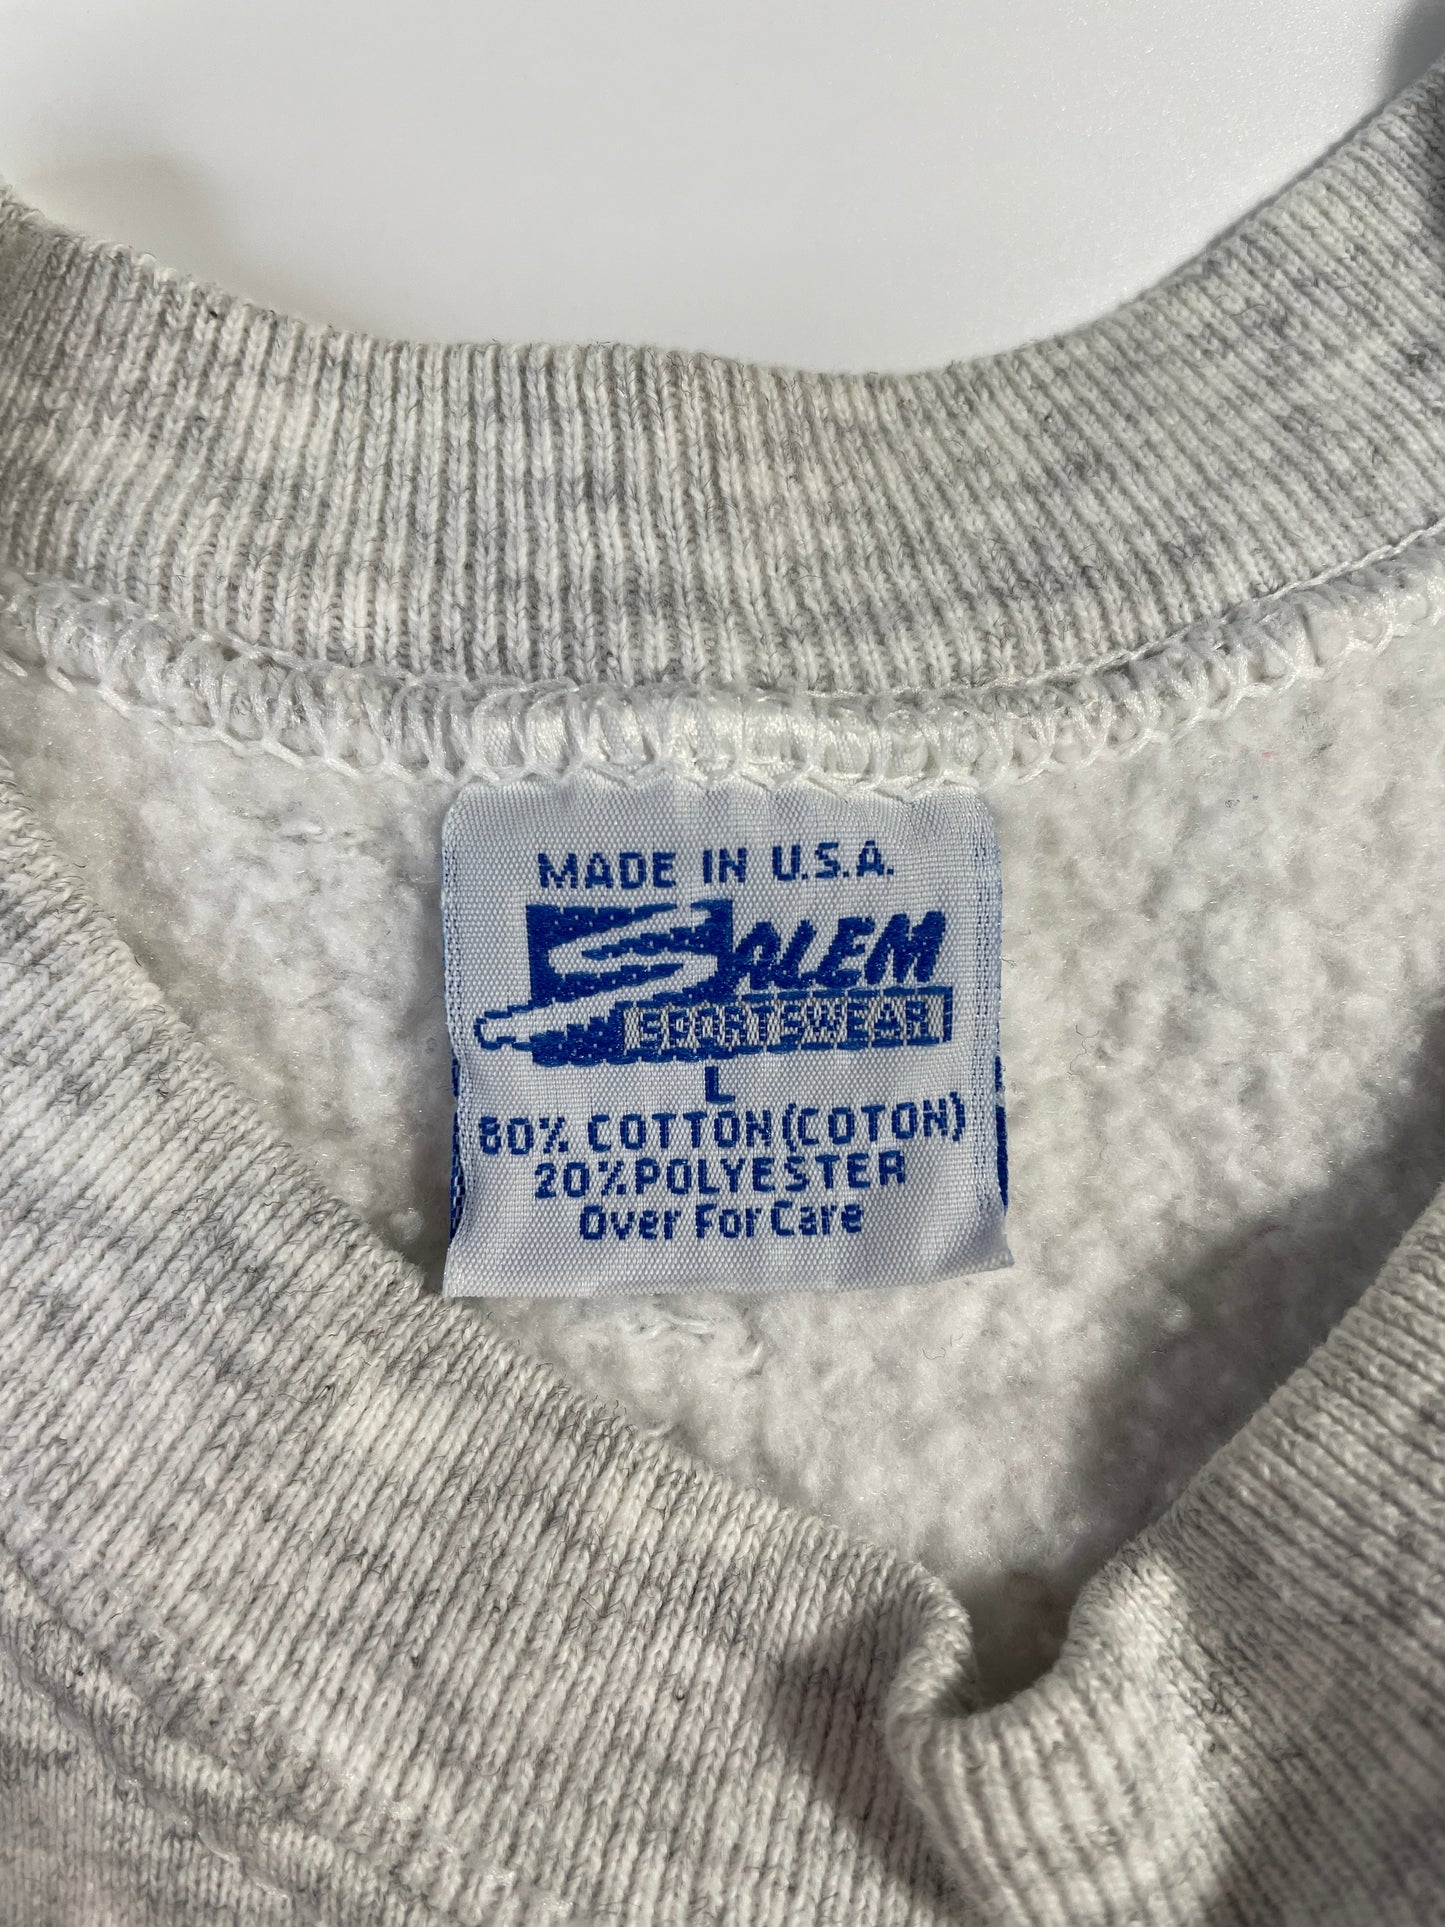 MADE IN U.S.A.
SALEM
SPORTSWEAR
L
80% COTTON (COTON)
20% POLYESTER
Over For Care